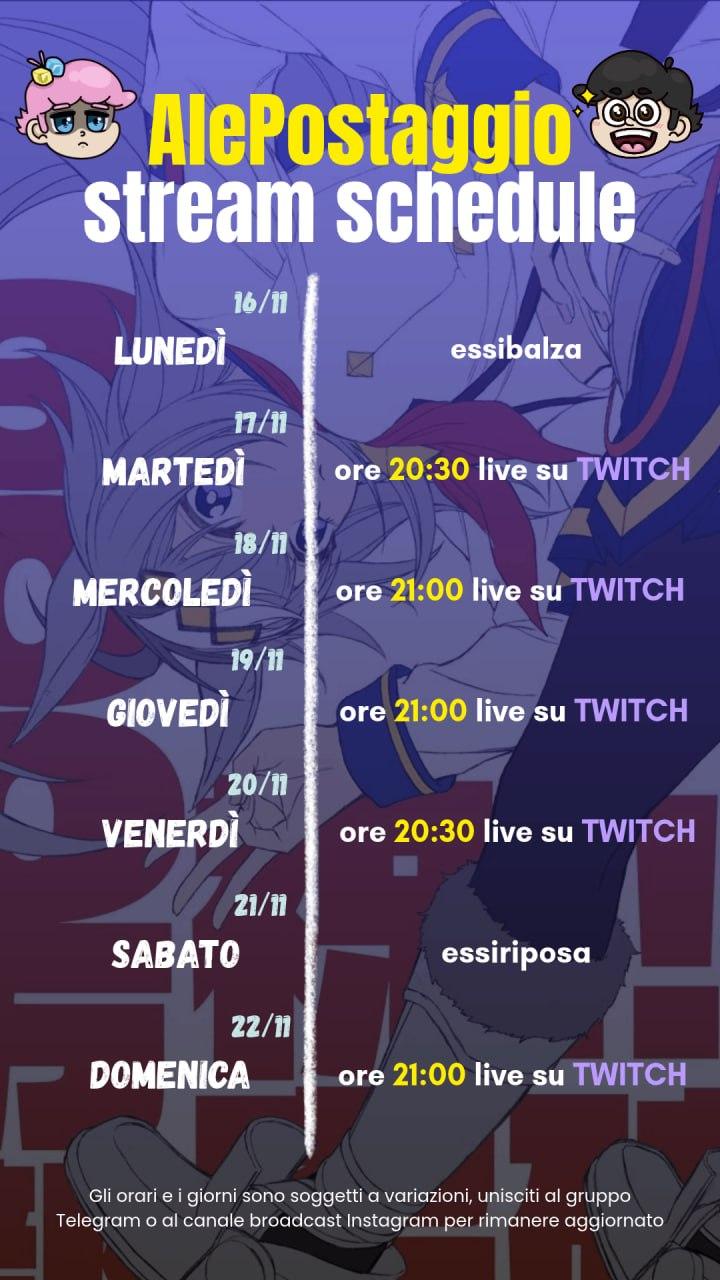 AlePostaggio
stream schedule
16/11
LUNEDÌ
essibalza
17/11
MARTEDÌ
ore 20:30 live su TWITCH
18/11
MERCOLEDÌ
ore 21:00 live su TWITCH
19/11
GIOVEDÌ
ore 21:00 live su TWITCH
20/11
VENERDÌ
ore 20:30 live su TWITCH
21/11
SABATO
essiriposa
22/11
DOMENICA
ore 21:00 live su TWITCH
Gli orari e i giorni sono soggetti a variazioni, unisciti al gruppo
Telegram o al canale broadcast Instagram per rimanere aggiornato